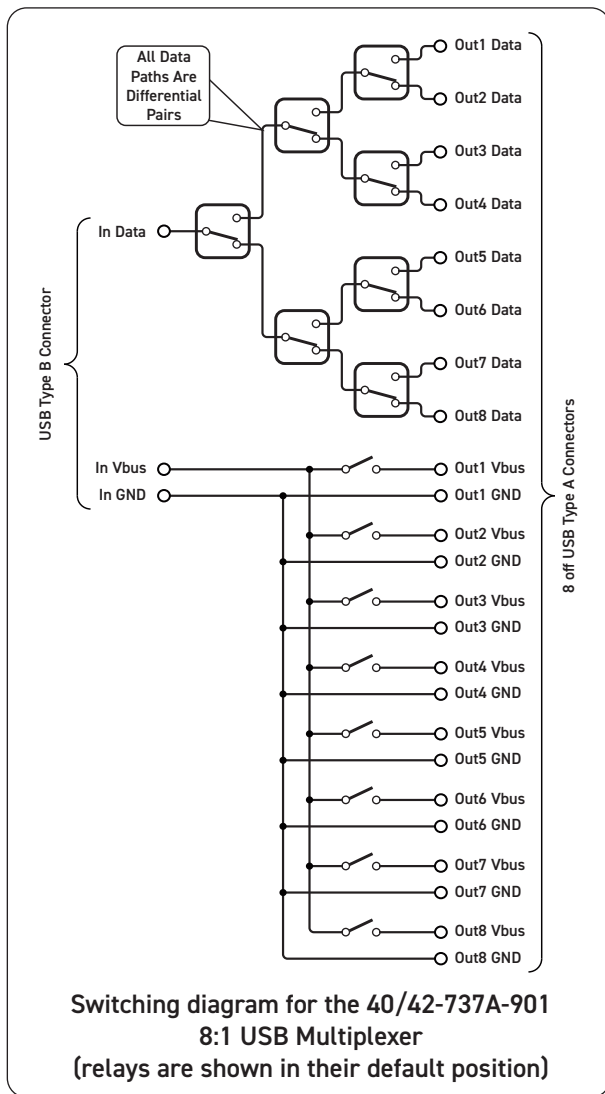 All Data
Paths Are
Differential
Pairs
Out1 Data
Out2 Data
Out3 Data
Out4 Data
In Data
Out5 Data
Out6 Data
Out7 Data
Out8 Data
USB Type B Connector
In Vbus
In GND
Out1 Vbus
Out1 GND
Out2 Vbus
Out2 GND
Out3 Vbus
Out3 GND
Out4 Vbus
Out4 GND
Out5 Vbus
Out5 GND
Out6 Vbus
Out6 GND
Out7 Vbus
Out7 GND
Out8 Vbus
Out8 GND
8 off USB Type A Connectors
Switching diagram for the 40/42-737A-901
8:1 USB Multiplexer
(relays are shown in their default position)